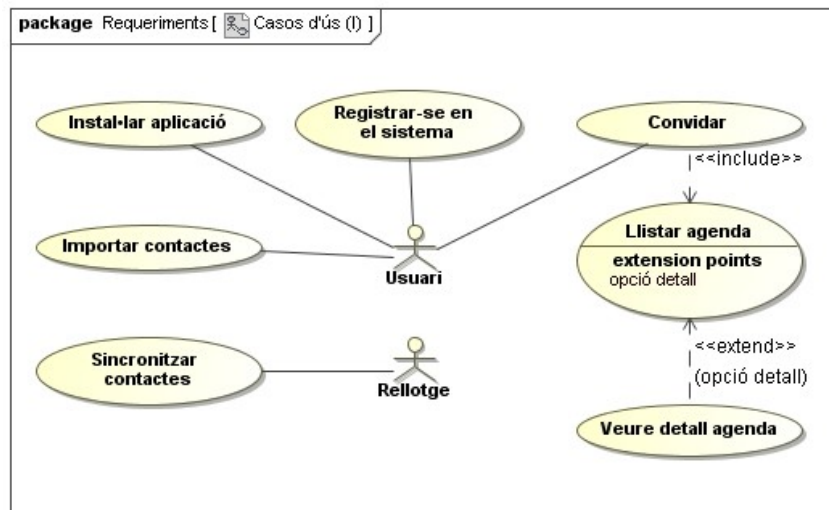 package Requeriments [ Casos d'ús (I) ]
Instal•lar aplicació
Registrar-se en
el sistema
Convidar
<<include>>
Importar contactes
Usuari
Llistar agenda
extension points
opció detall
Sincronitzar
contactes
Rellotge
<<extend>>
(opció detall)
Veure detall agenda